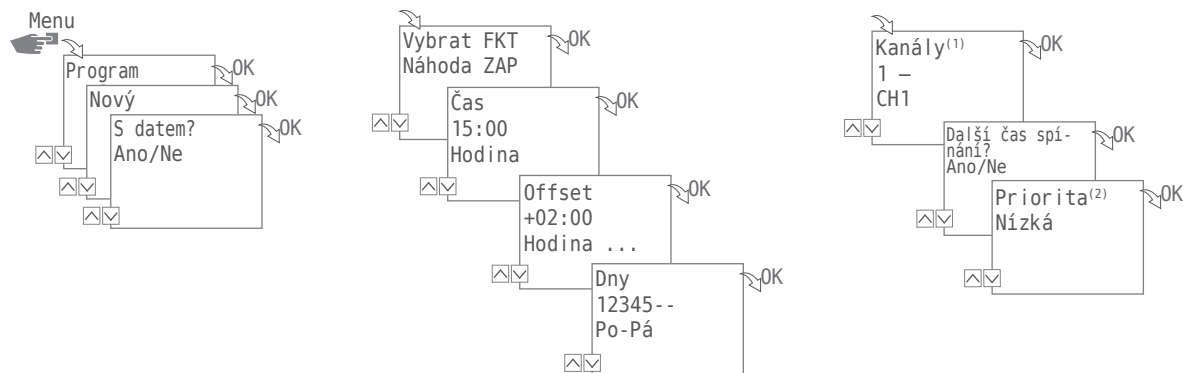 Menu
Program
OK
Nový
OK
S datem?
Ano/Ne
OK
Vybrat FKT
Náhoda ZAP
OK
Čas
15:00
Hodina
OK
Offset
+02:00
Hodina ...
OK
Dny
12345--
Po-Pá
OK
Kanály(1)
1 –
CH1
OK
Další čas spí-
nání?
Ano/Ne
OK
Priorita(2)
Nízká
OK